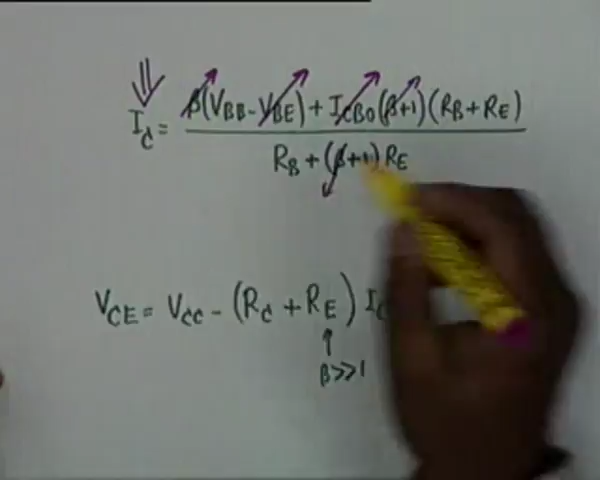 I_C = β(V_BB - V_BE) + I_CBO(β+1)(R_B + R_E)
R_B + (β+1)R_E
V_CE = V_CC - (R_C + R_E) I_C
β>>1